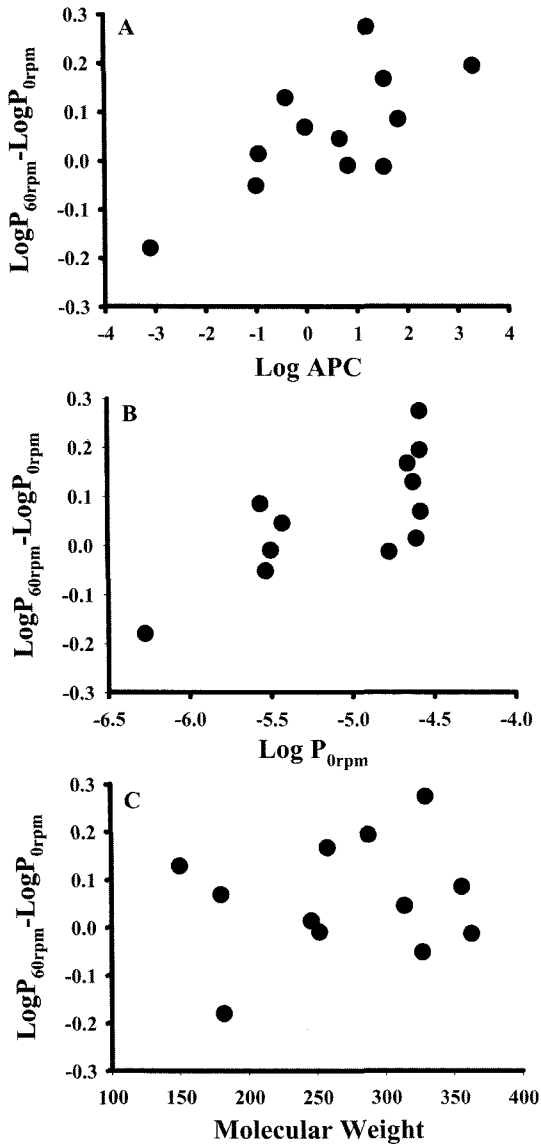 A
0.3
0.2
0.1
0.0
-0.1
-0.2
-0.3
LogP60rpm-LogP0rpm
-4 -3 -2 -1 0 1 2 3 4
Log APC
B
0.3
0.2
0.1
0.0
-0.1
-0.2
-0.3
LogP60rpm-LogP0rpm
-6.5 -6.0 -5.5 -5.0 -4.5 -4.0
Log P0rpm
C
0.3
0.2
0.1
0.0
-0.1
-0.2
-0.3
LogP60rpm-LogP0rpm
100 150 200 250 300 350 400
Molecular Weight